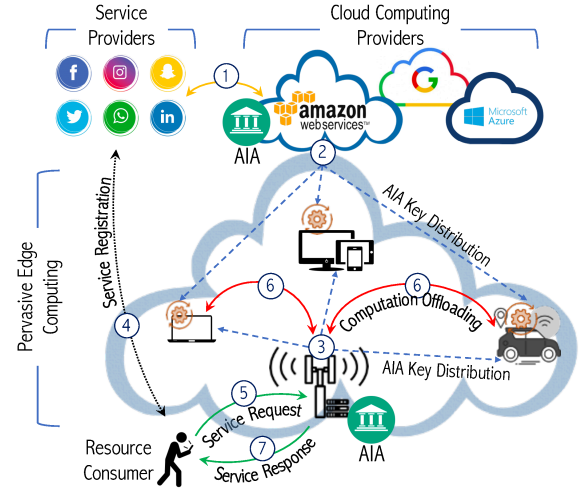 Service
Providers
Cloud Computing
Providers
1
f
in
G
amazon
web services™
Microsoft
Azure
AIA
2
Pervasive Edge
Computing
Service Registration
AIA Key Distribution
6
6
Computation Offloading
4
3
AIA Key Distribution
5
Service Request
7
Service Response
AIA
Resource
Consumer